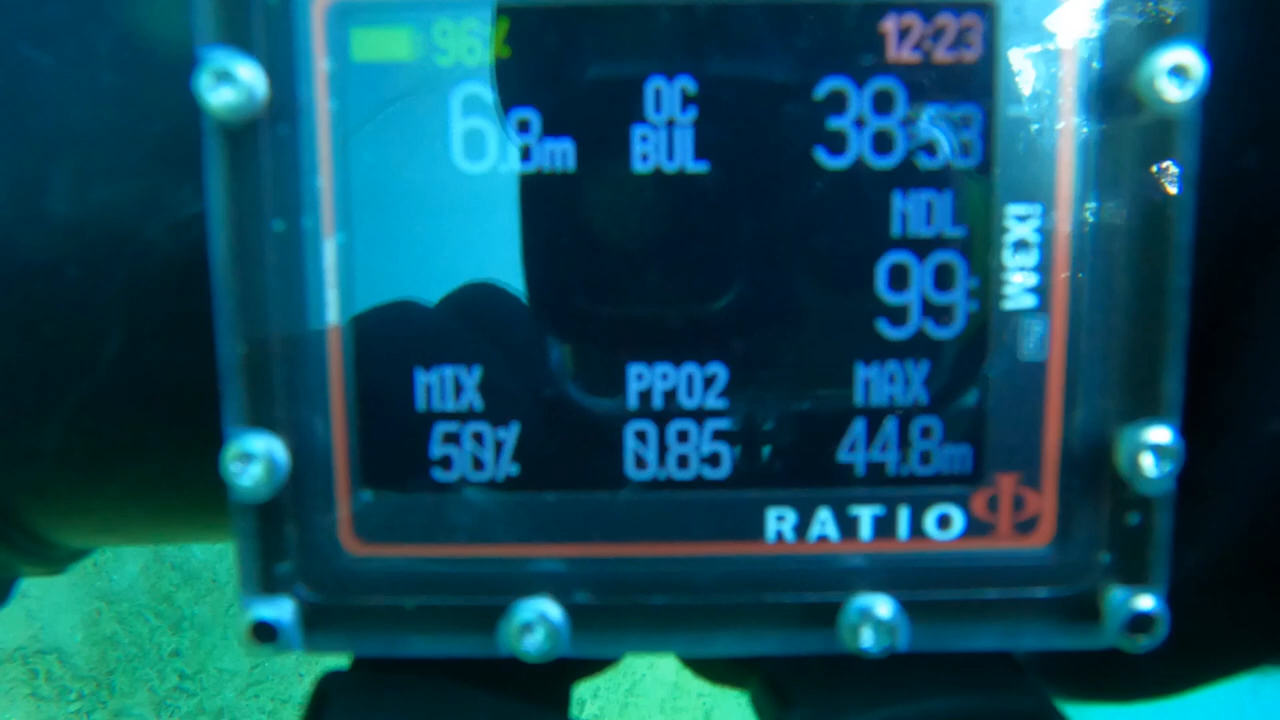 96% 12:23
6.8m OC BUL 38:58
NDL
99:
MIX PPO2 MAX
50% 0.85 44.8m
RATIO
iX3M